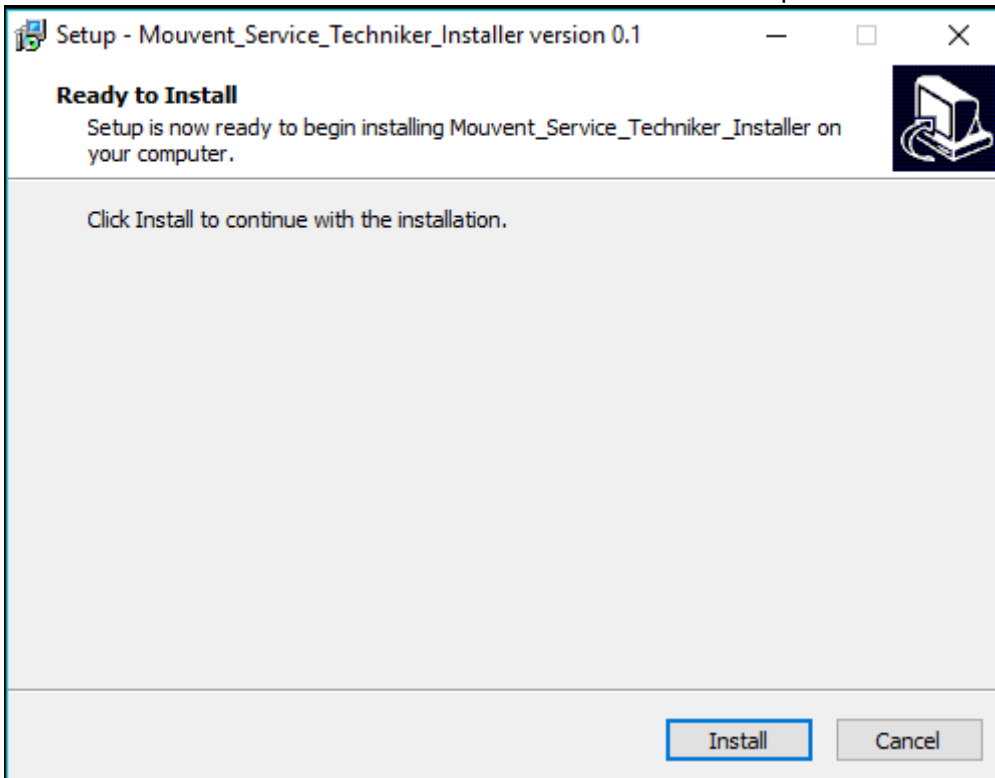 Setup - Mouvent_Service_Techniker_Installer version 0.1
Ready to Install
Setup is now ready to begin installing Mouvent_Service_Techniker_Installer on
your computer.
Click Install to continue with the installation.
Install
Cancel